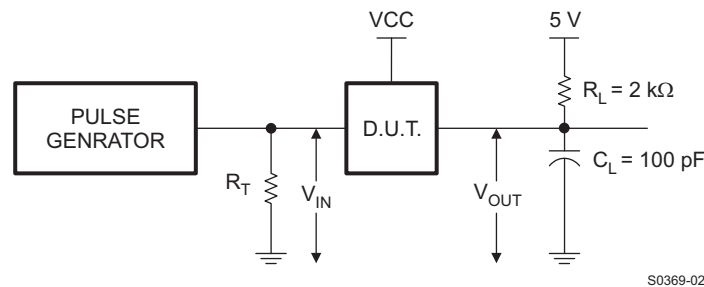 VCC
5 V
PULSE
GENRATOR
D.U.T.
R_L = 2 kΩ
C_L = 100 pF
R_T
V_IN
V_OUT
S0369-02